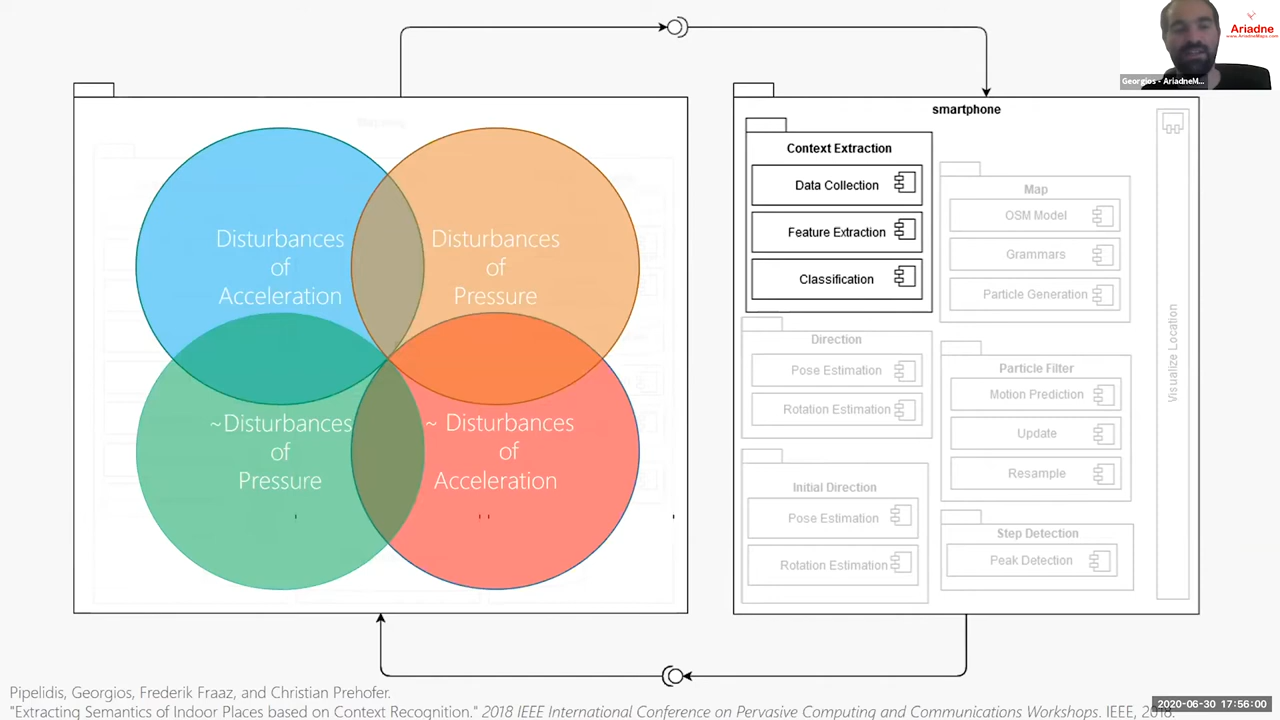 Ariadne
www.AriadneMaps.com
Georgios - AriadneM...
Disturbances
of
Acceleration
Disturbances
of
Pressure
~Disturbances
of
Pressure
~ Disturbances
of
Acceleration
smartphone
Context Extraction
Data Collection
Feature Extraction
Classification
Direction
Pose Estimation
Rotation Estimation
Initial Direction
Pose Estimation
Rotation Estimation
Map
OSM Model
Grammars
Particle Generation
Particle Filter
Motion Prediction
Update
Resample
Step Detection
Peak Detection
Visualize Location
Pipelidis, Georgios, Frederik Fraaz, and Christian Prehofer.
"Extracting Semantics of Indoor Places based on Context Recognition." 2018 IEEE International Conference on Pervasive Computing and Communications Workshops. IEEE, 2018.
2020-06-30 17:56:00